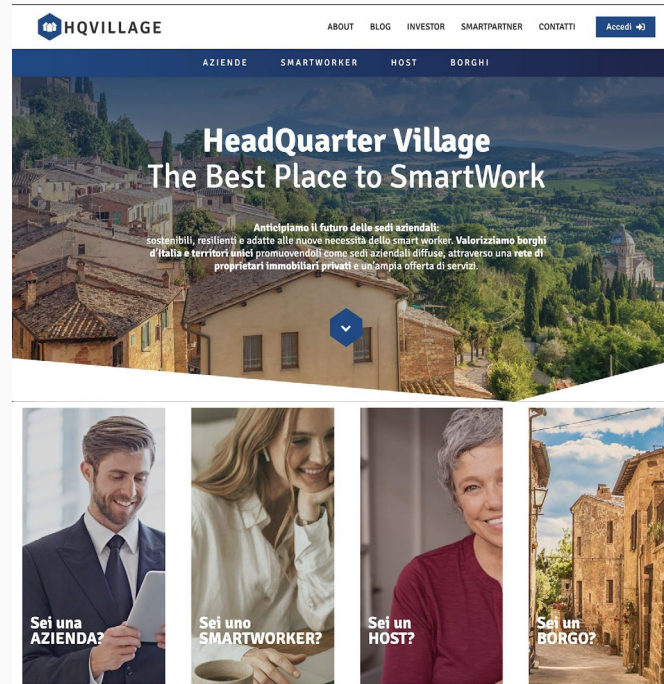 HQVILLAGE
ABOUT BLOG INVESTOR SMARTPARTNER CONTATTI Accedi
AZIENDE SMARTWORKER HOST BORGHI
HeadQuarter Village
The Best Place to SmartWork
Anticipiamo il futuro delle sedi aziendali:
sostenibili, resilienti e adatte alle nuove necessità dello smart worker. Valorizziamo borghi
d'Italia e territori unici promuovendoli come sedi aziendali diffuse, attraverso una rete di
proprietari immobiliari privati e un'ampia offerta di servizi.
Sei una
AZIENDA?
Sei uno
SMARTWORKER?
Sei un
HOST?
Sei un
BORGO?